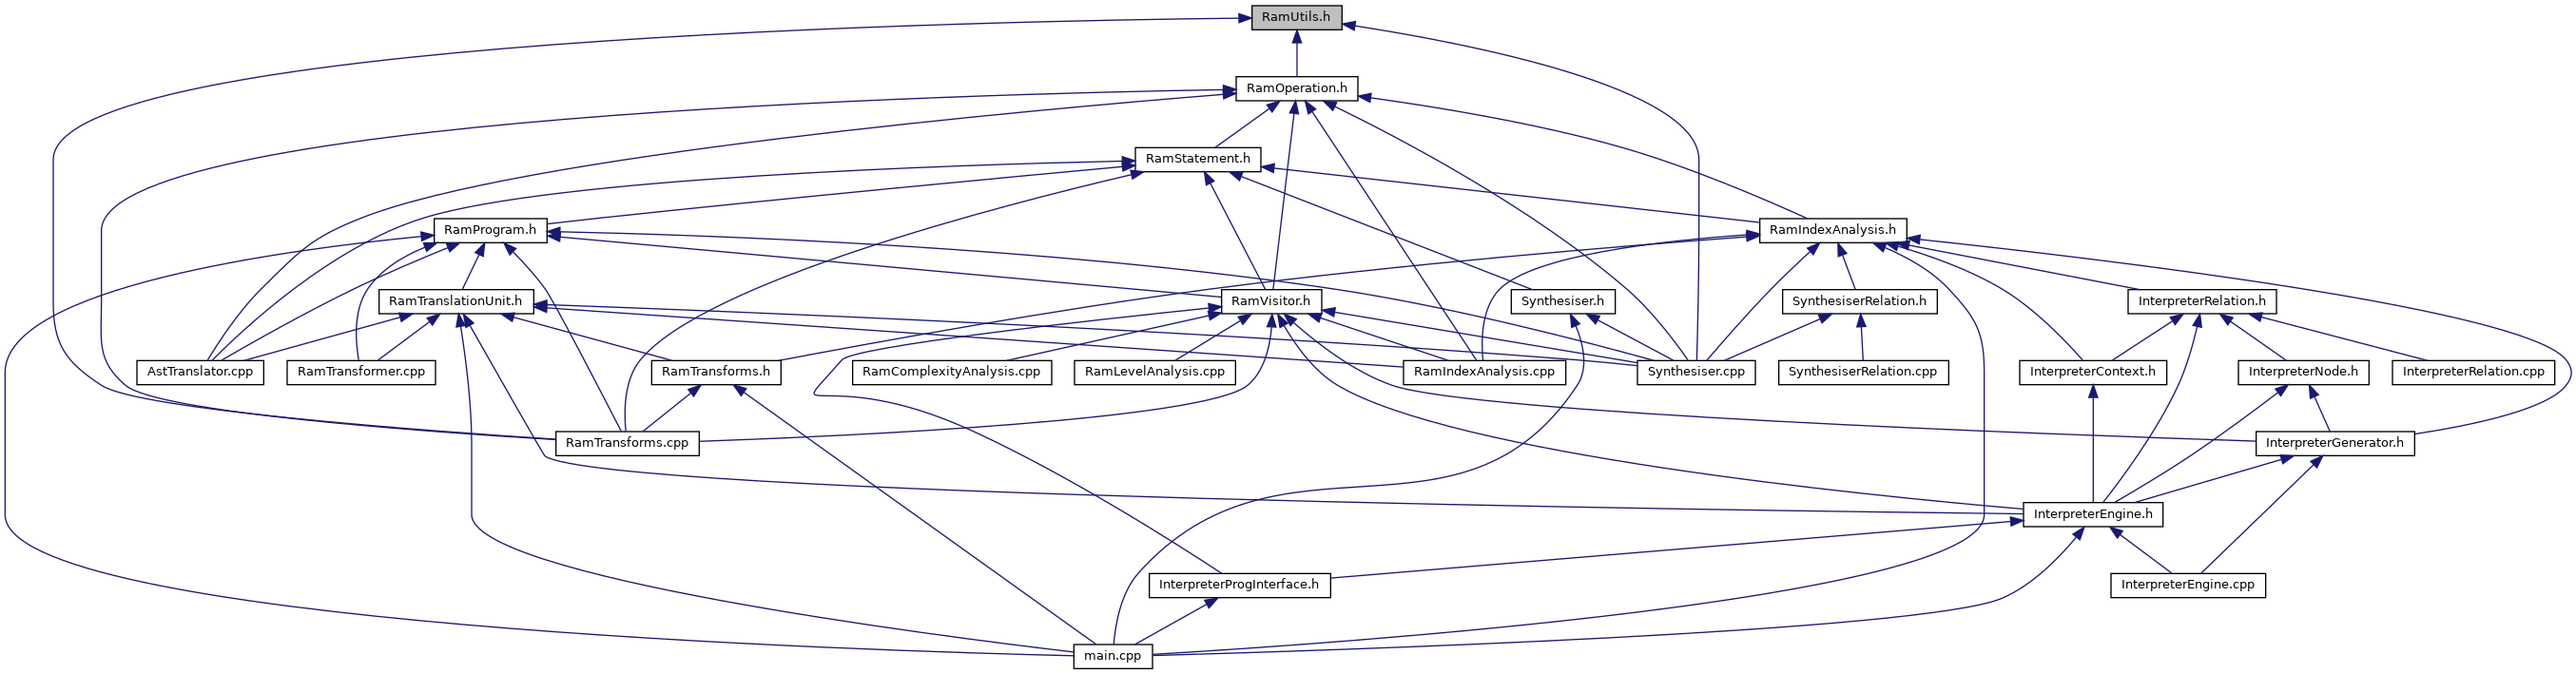 RamUtils.h
RamOperation.h
RamStatement.h
RamProgram.h
RamIndexAnalysis.h
RamTranslationUnit.h
RamVisitor.h
Synthesiser.h
SynthesiserRelation.h
InterpreterRelation.h
AstTranslator.cpp
RamTransformer.cpp
RamTransforms.h
RamComplexityAnalysis.cpp
RamLevelAnalysis.cpp
RamIndexAnalysis.cpp
Synthesiser.cpp
SynthesiserRelation.cpp
InterpreterContext.h
InterpreterNode.h
InterpreterRelation.cpp
RamTransforms.cpp
InterpreterGenerator.h
InterpreterEngine.h
InterpreterProgInterface.h
InterpreterEngine.cpp
main.cpp